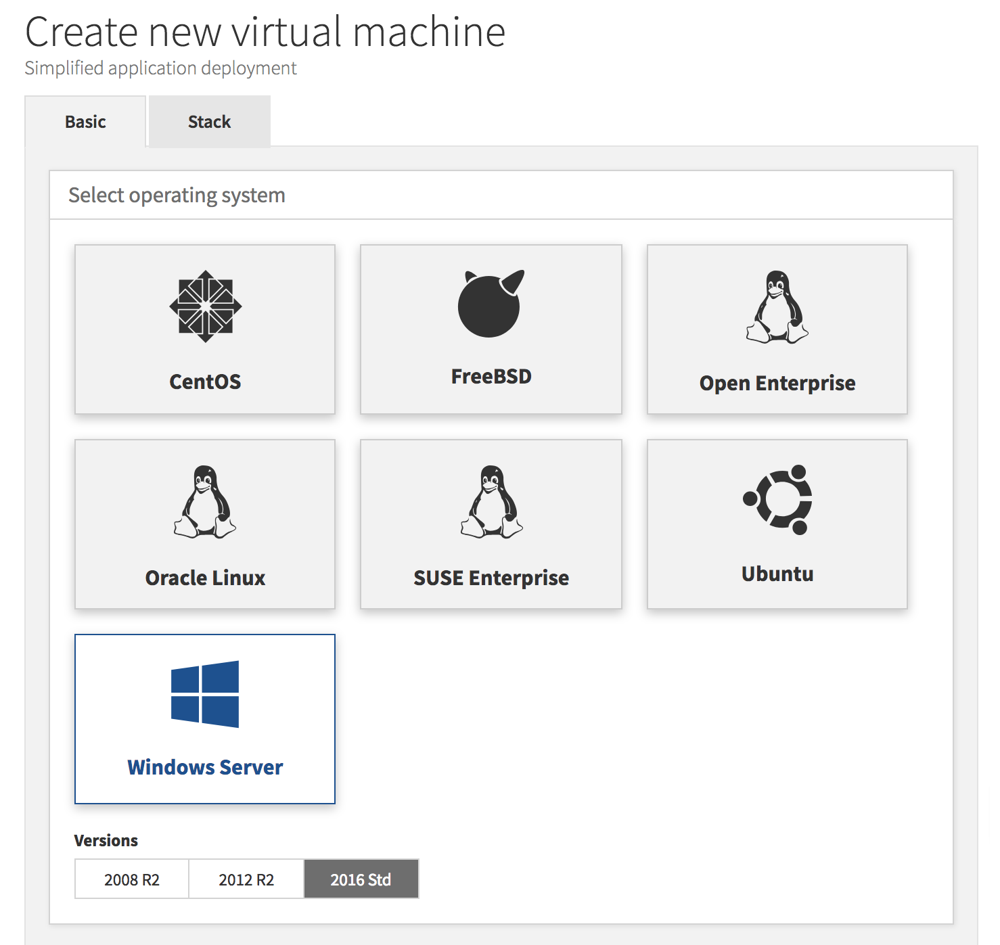 Create new virtual machine
Simplified application deployment
Basic Stack
Select operating system
CentOS FreeBSD Open Enterprise
Oracle Linux SUSE Enterprise Ubuntu
Windows Server
Versions
2008 R2 2012 R2 2016 Std